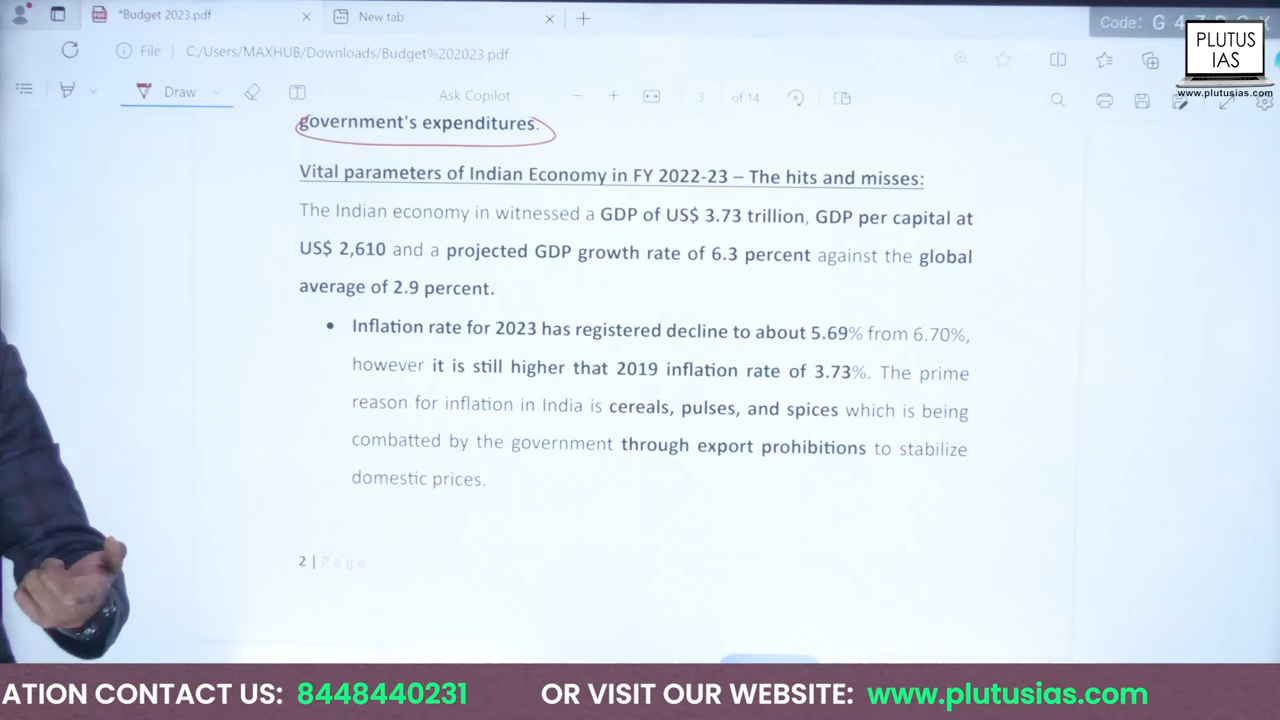 *Budget 2023.pdf
New tab
Code: G 4
PLUTUS
IAS
www.plutusias.com
File
C:/Users/MAXHUB/Downloads/Budget%202023.pdf
Draw
Ask Copilot
3 of 14
government's expenditures.
Vital parameters of Indian Economy in FY 2022-23 – The hits and misses:
The Indian economy in witnessed a GDP of US$ 3.73 trillion, GDP per capital at
US$ 2,610 and a projected GDP growth rate of 6.3 percent against the global
average of 2.9 percent.
• Inflation rate for 2023 has registered decline to about 5.69% from 6.70%,
however it is still higher that 2019 inflation rate of 3.73%. The prime
reason for inflation in India is cereals, pulses, and spices which is being
combatted by the government through export prohibitions to stabilize
domestic prices.
2 | Page
ATION CONTACT US: 8448440231 OR VISIT OUR WEBSITE: www.plutusias.com